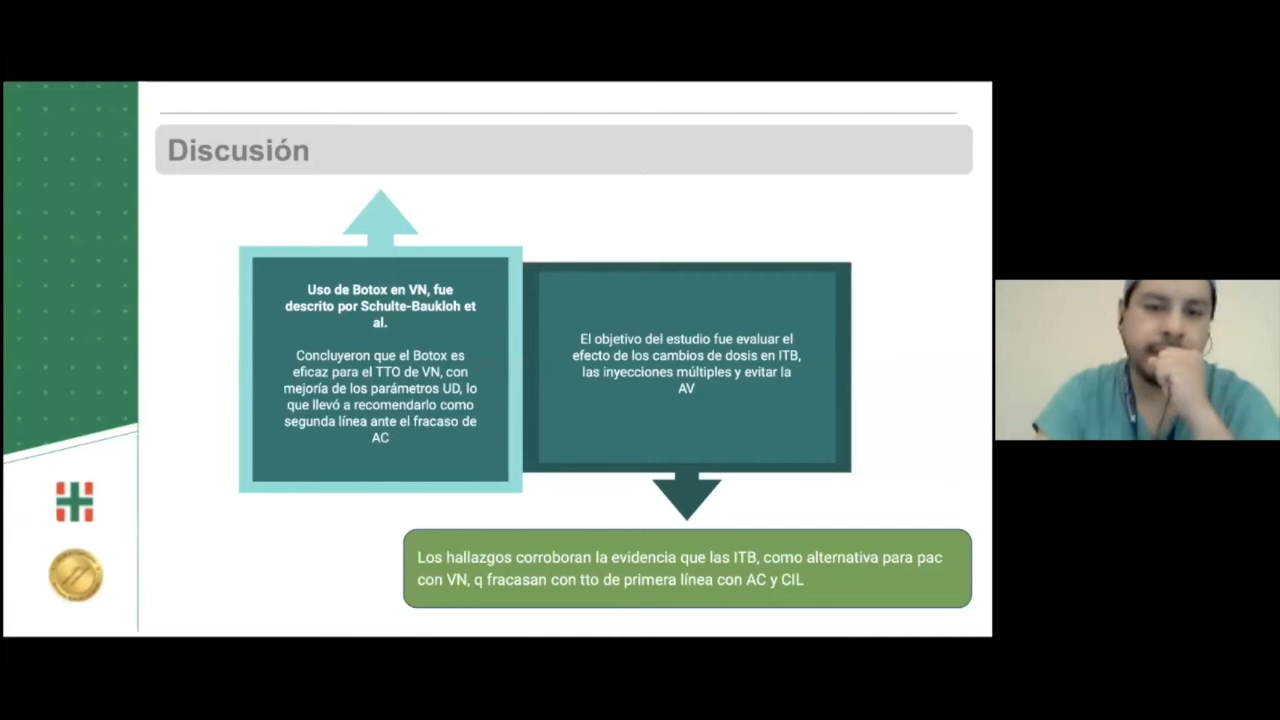 Discusión
Uso de Botox en VN, fue
descrito por Schulte-Baukloh et
al.
Concluyeron que el Botox es
eficaz para el TTO de VN, con
mejoría de los parámetros UD, lo
que llevó a recomendarlo como
segunda línea ante el fracaso de
AC
El objetivo del estudio fue evaluar el
efecto de los cambios de dosis en ITB,
las inyecciones múltiples y evitar la
AV
Los hallazgos corroboran la evidencia que las ITB, como alternativa para pac
con VN, q fracasan con tto de primera línea con AC y CIL